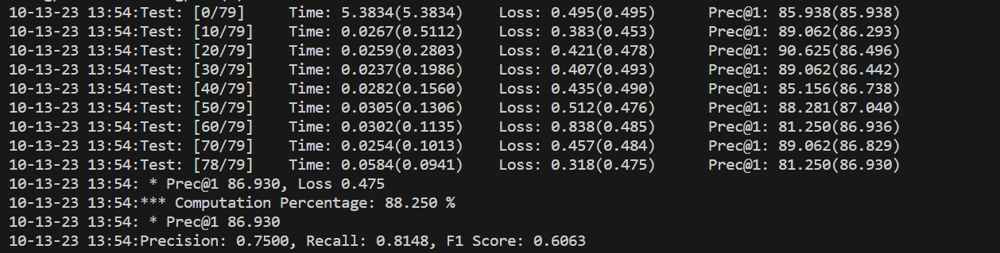 10-13-23 13:54:Test: [0/79] Time: 5.3834(5.3834) Loss: 0.495(0.495) Prec@1: 85.938(85.938)
10-13-23 13:54:Test: [10/79] Time: 0.0267(0.5112) Loss: 0.383(0.453) Prec@1: 89.062(86.293)
10-13-23 13:54:Test: [20/79] Time: 0.0259(0.2803) Loss: 0.421(0.478) Prec@1: 90.625(86.496)
10-13-23 13:54:Test: [30/79] Time: 0.0237(0.1986) Loss: 0.407(0.493) Prec@1: 89.062(86.442)
10-13-23 13:54:Test: [40/79] Time: 0.0282(0.1560) Loss: 0.435(0.490) Prec@1: 85.156(86.738)
10-13-23 13:54:Test: [50/79] Time: 0.0305(0.1306) Loss: 0.512(0.476) Prec@1: 88.281(87.040)
10-13-23 13:54:Test: [60/79] Time: 0.0302(0.1135) Loss: 0.838(0.485) Prec@1: 81.250(86.936)
10-13-23 13:54:Test: [70/79] Time: 0.0254(0.1013) Loss: 0.457(0.484) Prec@1: 89.062(86.829)
10-13-23 13:54:Test: [78/79] Time: 0.0584(0.0941) Loss: 0.318(0.475) Prec@1: 81.250(86.930)
10-13-23 13:54: * Prec@1 86.930, Loss 0.475
10-13-23 13:54:*** Computation Percentage: 88.250 %
10-13-23 13:54: * Prec@1 86.930
10-13-23 13:54:Precision: 0.7500, Recall: 0.8148, F1 Score: 0.6063